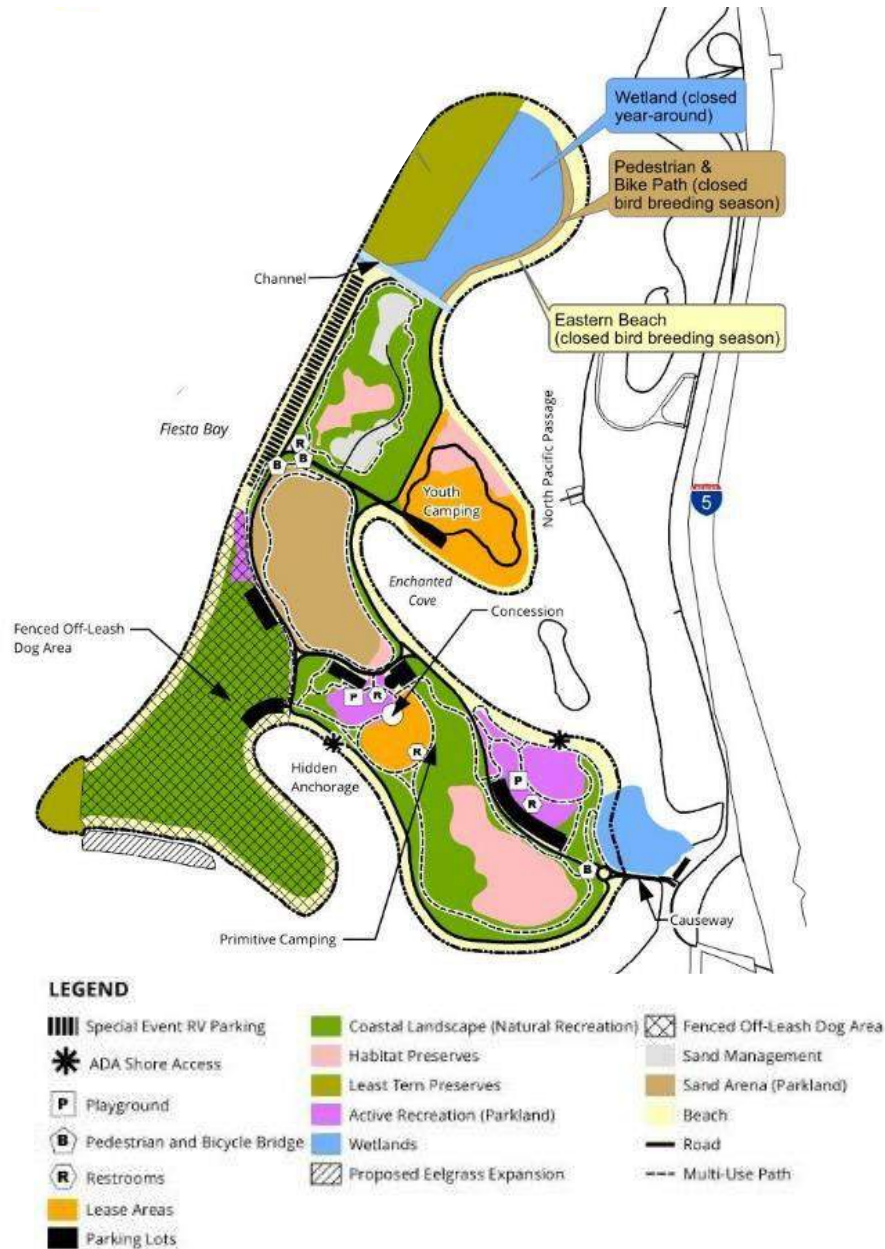 Wetland (closed
year-around)
Pedestrian &
Bike Path (closed
bird breeding season)
Channel
Eastern Beach
(closed bird breeding season)
Fiesta Bay
R
B
B
North Pacific Passage
5
Youth
Camping
Enchanted
Cove
Concession
Fenced Off-Leash
Dog Area
P
R
R
Hidden
Anchorage
P
R
B
Causeway
Primitive Camping
LEGEND
Special Event RV Parking
ADA Shore Access
P
Playground
B
Pedestrian and Bicycle Bridge
R
Restrooms
Lease Areas
Parking Lots
Coastal Landscape (Natural Recreation)
Habitat Preserves
Least Tern Preserves
Active Recreation (Parkland)
Wetlands
Proposed Eelgrass Expansion
Fenced Off-Leash Dog Area
Sand Management
Sand Arena (Parkland)
Beach
Road
Multi-Use Path